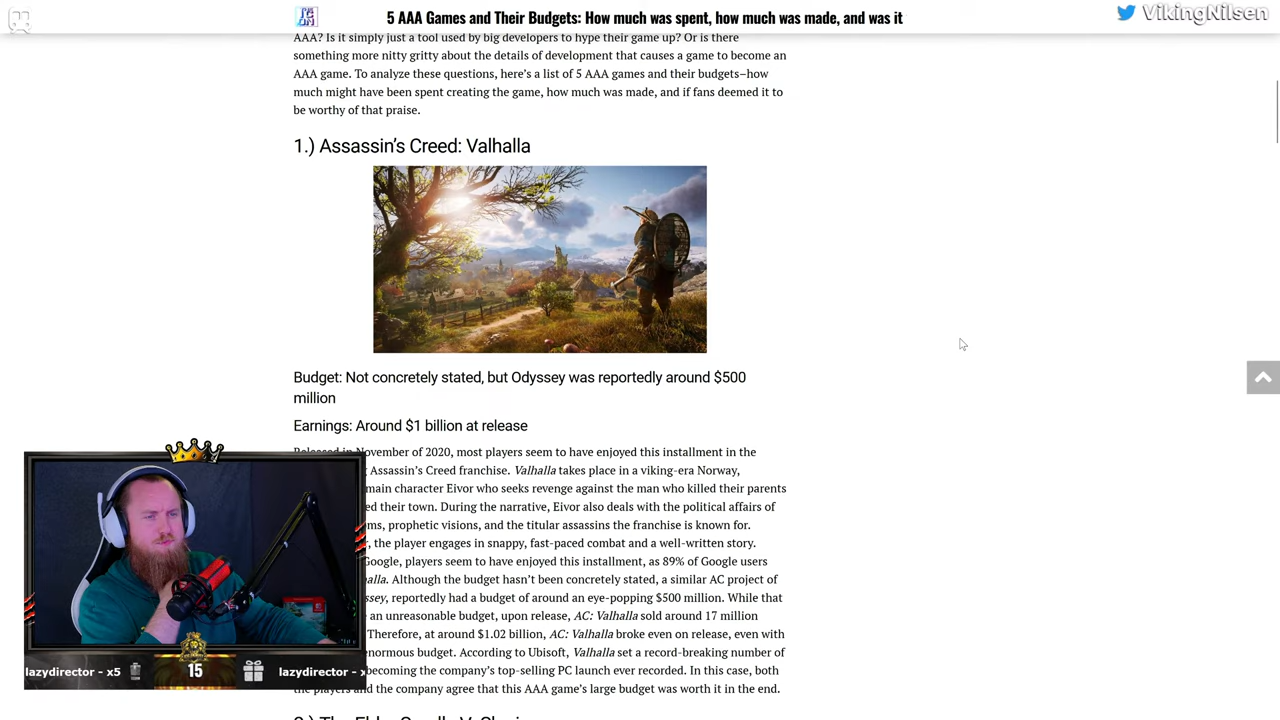 5 AAA Games and Their Budgets: How much was spent, how much was made, and was it
VikingNilsen
AAA? Is it simply just a tool used by big developers to hype their game up? Or is there
something more nitty gritty about the details of development that causes a game to become an
AAA game. To analyze these questions, here's a list of 5 AAA games and their budgets–how
much might have been spent creating the game, how much was made, and if fans deemed it to
be worthy of that praise.
1.) Assassin's Creed: Valhalla
Budget: Not concretely stated, but Odyssey was reportedly around $500
million
Earnings: Around $1 billion at release
Released in November of 2020, most players seem to have enjoyed this installment in the
Assassin's Creed franchise. Valhalla takes place in a viking-era Norway,
main character Eivor who seeks revenge against the man who killed their parents
ed their town. During the narrative, Eivor also deals with the political affairs of
ms, prophetic visions, and the titular assassins the franchise is known for.
, the player engages in snappy, fast-paced combat and a well-written story.
Google, players seem to have enjoyed this installment, as 89% of Google users
alla. Although the budget hasn't been concretely stated, a similar AC project of
ssey, reportedly had a budget of around an eye-popping $500 million. While that
an unreasonable budget, upon release, AC: Valhalla sold around 17 million
Therefore, at around $1.02 billion, AC: Valhalla broke even on release, even with
enormous budget. According to Ubisoft, Valhalla set a record-breaking number of
becoming the company's top-selling PC launch ever recorded. In this case, both
the players and the company agree that this AAA game's large budget was worth it in the end.
lazydirector - x5
15
lazydirector - x